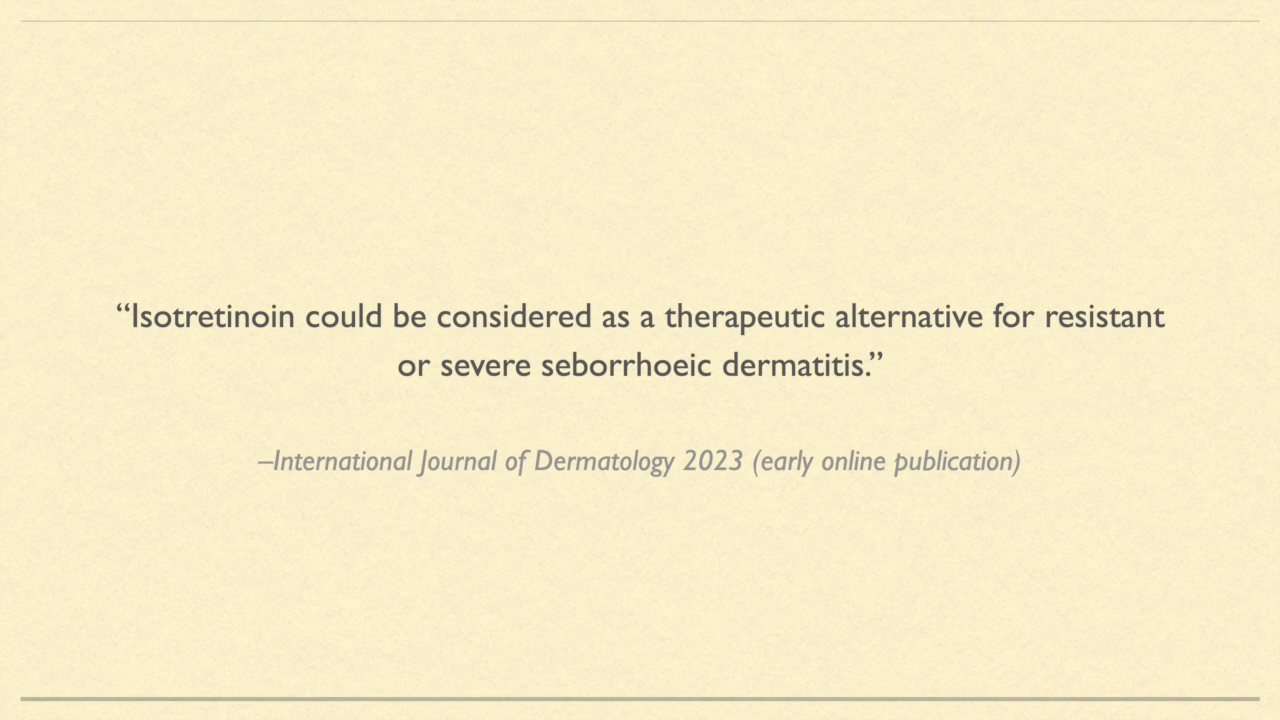 “Isotretinoin could be considered as a therapeutic alternative for resistant
or severe seborrhoeic dermatitis.”
–International Journal of Dermatology 2023 (early online publication)